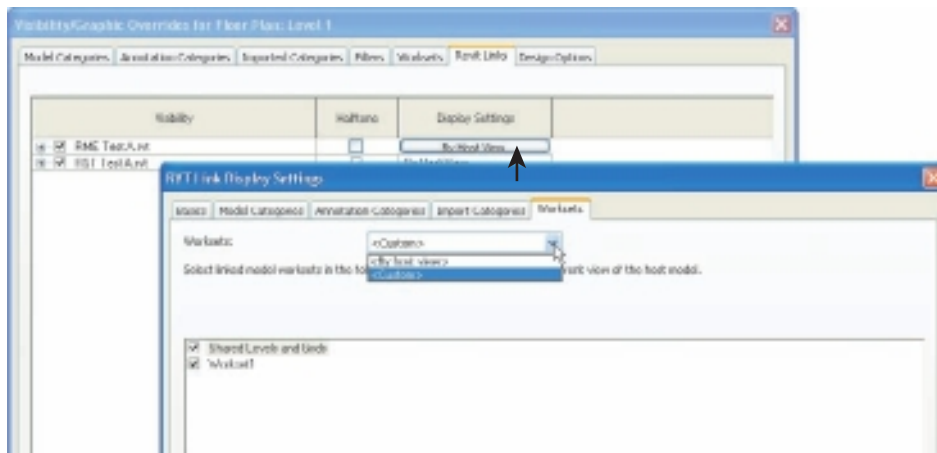 Visibility/Graphic Overrides for Floor Plan: Level 1
Model Categories Annotation Categories Imported Categories Filters Worksets Revit Links Design Options
Visibility Halftone Display Settings
RME Test A.rvt By Host View
Test A.rvt By Host View
RVT Link Display Settings
Basics Model Categories Annotation Categories Import Categories Worksets
Worksets: <Custom>
<By host view>
<Custom>
Select linked model worksets in the view of the host model.
Shared Levels and Grids
Workset1